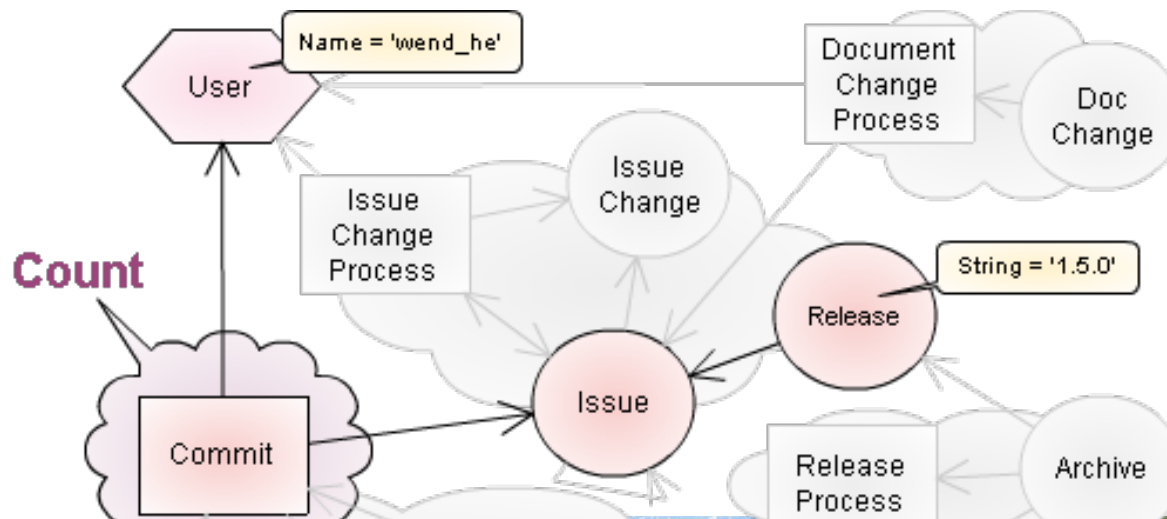 Name = 'wend_he'
User
Document
Change
Process
Doc
Change
Issue
Change
Issue
Change
Process
Count
String = '1.5.0'
Release
Issue
Commit
Release
Process
Archive